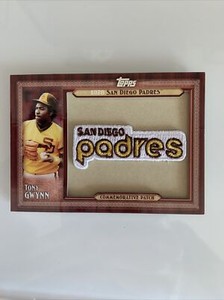 Topps
SAN DIEGO PADRES
SAN DIEGO
padres
TONY
GWYNN
COMMEMORATIVE PATCH